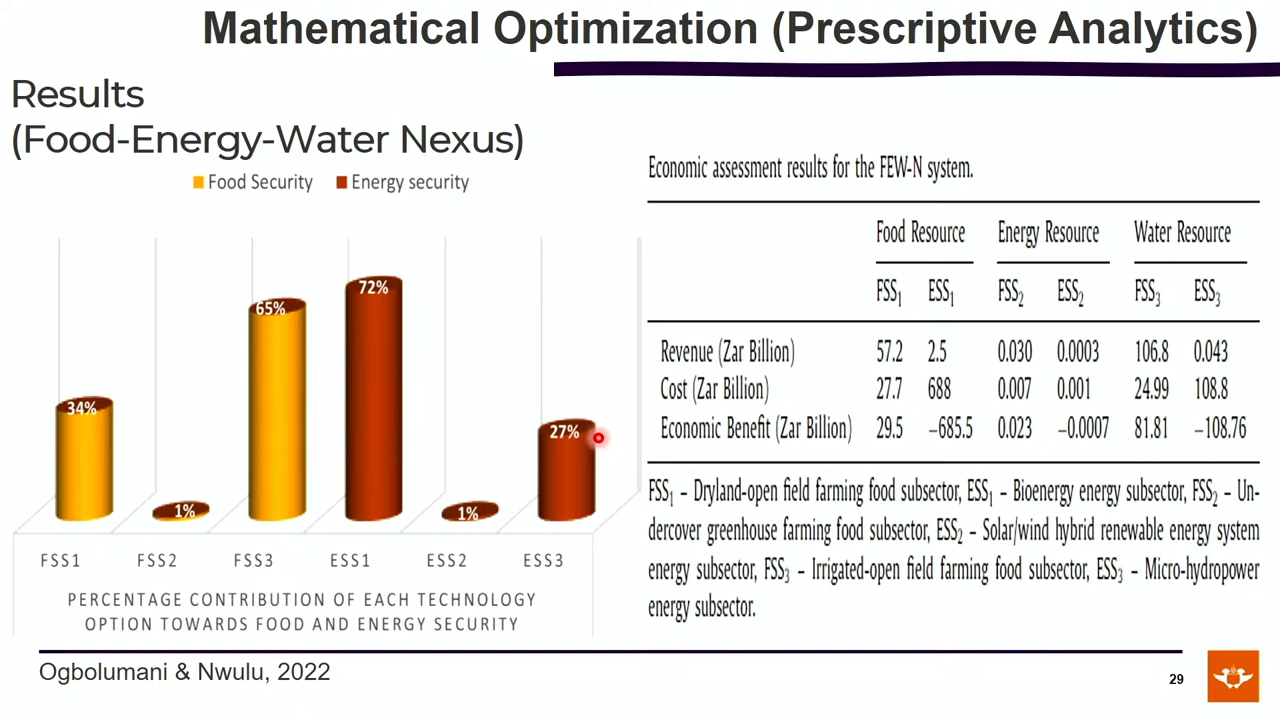 Mathematical Optimization (Prescriptive Analytics)
Results
(Food-Energy-Water Nexus)
Food Security Energy security
34%
1%
65%
72%
1%
27%
FSS1 FSS2 FSS3 ESS1 ESS2 ESS3
PERCENTAGE CONTRIBUTION OF EACH TECHNOLOGY
OPTION TOWARDS FOOD AND ENERGY SECURITY
Economic assessment results for the FEW-N system.
Food Resource Energy Resource Water Resource
FSS₁ ESS₁ FSS₂ ESS₂ FSS₃ ESS₃
Revenue (Zar Billion) 57.2 2.5 0.030 0.0003 106.8 0.043
Cost (Zar Billion) 27.7 688 0.007 0.001 24.99 108.8
Economic Benefit (Zar Billion) 29.5 −685.5 0.023 −0.0007 81.81 −108.76
FSS₁ – Dryland-open field farming food subsector, ESS₁ – Bioenergy energy subsector, FSS₂ – Un-
dercover greenhouse farming food subsector, ESS₂ – Solar/wind hybrid renewable energy system
energy subsector, FSS₃ – Irrigated-open field farming food subsector, ESS₃ – Micro-hydropower
energy subsector.
Ogbolumani & Nwulu, 2022
29